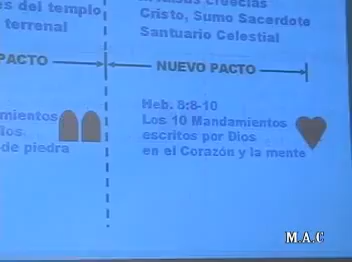 s del templo
terrenal
Cristo, Sumo Sacerdote
Santuario Celestial
PACTO
NUEVO PACTO
mientos
los
de piedra
Heb. 8:8-10
Los 10 Mandamientos
escritos por Dios
en el Corazón y la mente
M.A.C